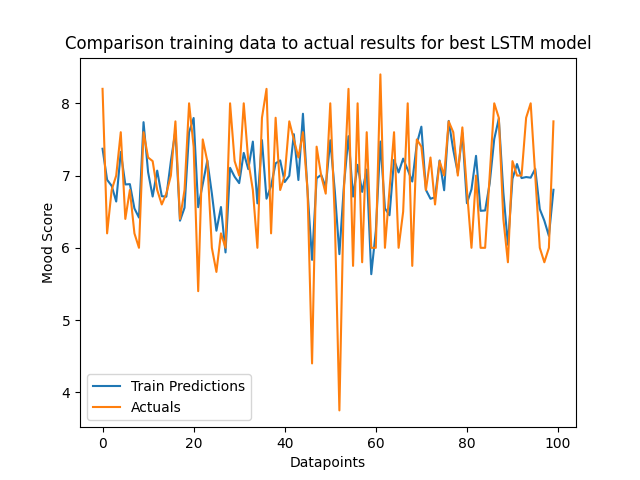 Comparison training data to actual results for best LSTM model
8
7
6
5
4
Mood Score
Train Predictions
Actuals
0
20
40
60
80
100
Datapoints